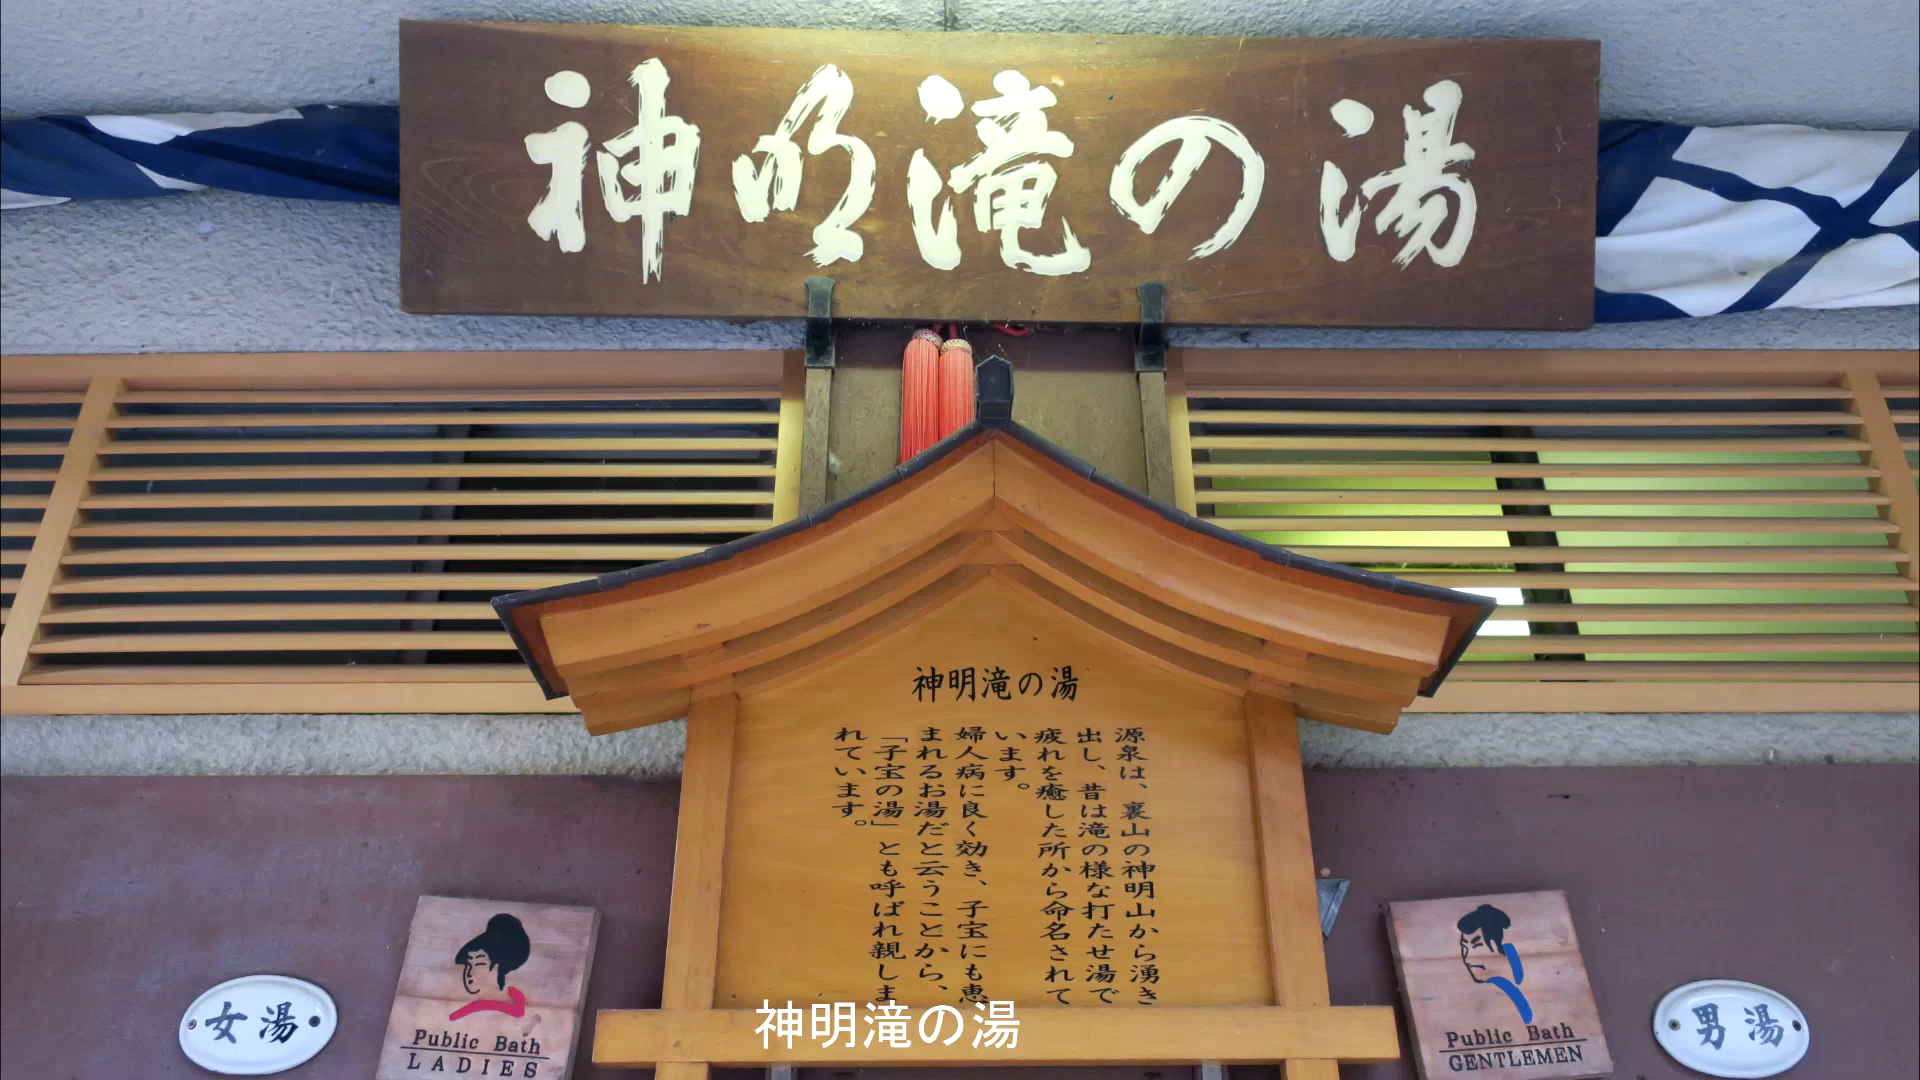 神明滝の湯
神明滝の湯
源泉は、裏山の神明山から湧き
出し、昔は滝の様な打たせ湯で
疲れを癒した所から命名されて
います。
婦人病に良く効き、子宝にも恵
まれるお湯だと云うことから、
「子宝の湯」とも呼ばれ親しま
れています。
女湯
Public Bath
LADIES
Public Bath
GENTLEMEN
男湯
神明滝の湯